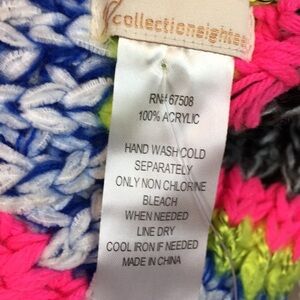 collectioneighteen
RN# 67508
100% ACRYLIC
HAND WASH COLD
SEPARATELY
ONLY NON CHLORINE
BLEACH
WHEN NEEDED
LINE DRY
COOL IRON IF NEEDED
MADE IN CHINA